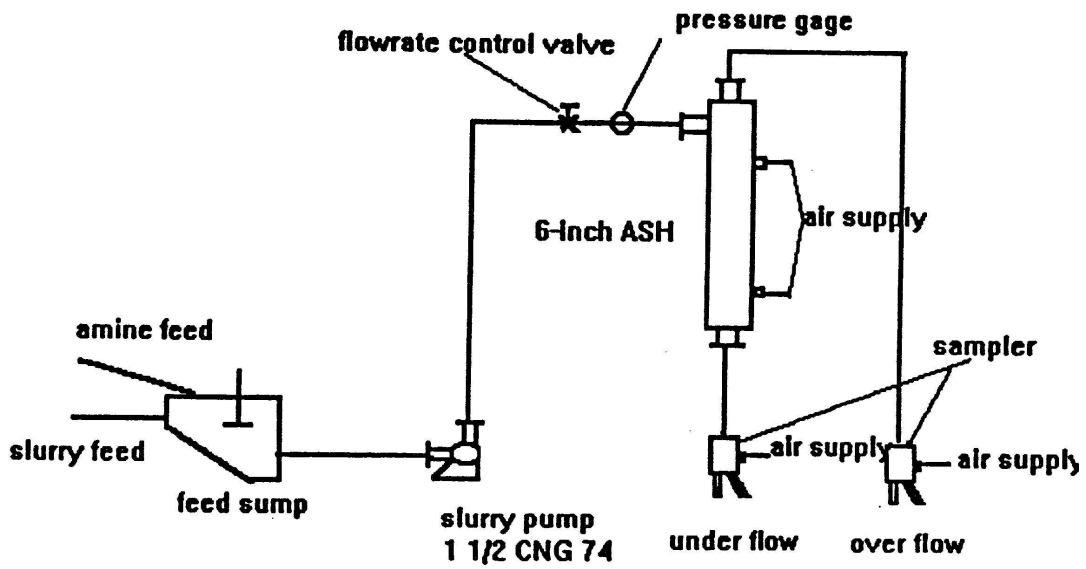 pressure gage
flowrate control valve
6-inch ASH
air supply
amine feed
sampler
slurry feed
air supply
air supply
feed sump
slurry pump
1 1/2 CNG 74
under flow
over flow